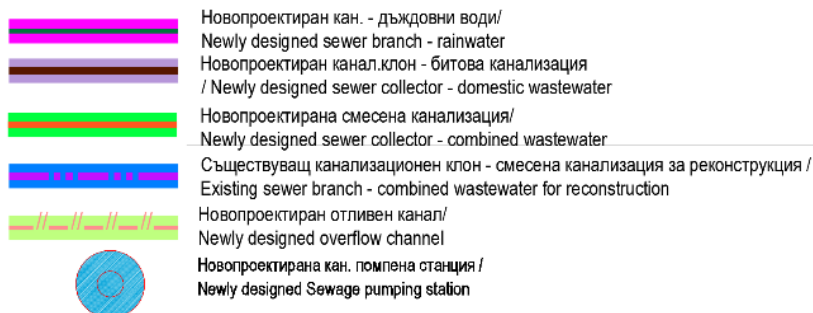 Новопроектиран кан. - дъждовни води/
Newly designed sewer branch - rainwater
Новопроектиран канал.клон - битова канализация
/ Newly designed sewer collector - domestic wastewater
Новопроектирана смесена канализация/
Newly designed sewer collector - combined wastewater
Съществуващ канализационен клон - смесена канализация за реконструкция /
Existing sewer branch - combined wastewater for reconstruction
Новопроектиран отливен канал/
Newly designed overflow channel
Новопроектирана кан. помпена станция /
Newly designed Sewage pumping station